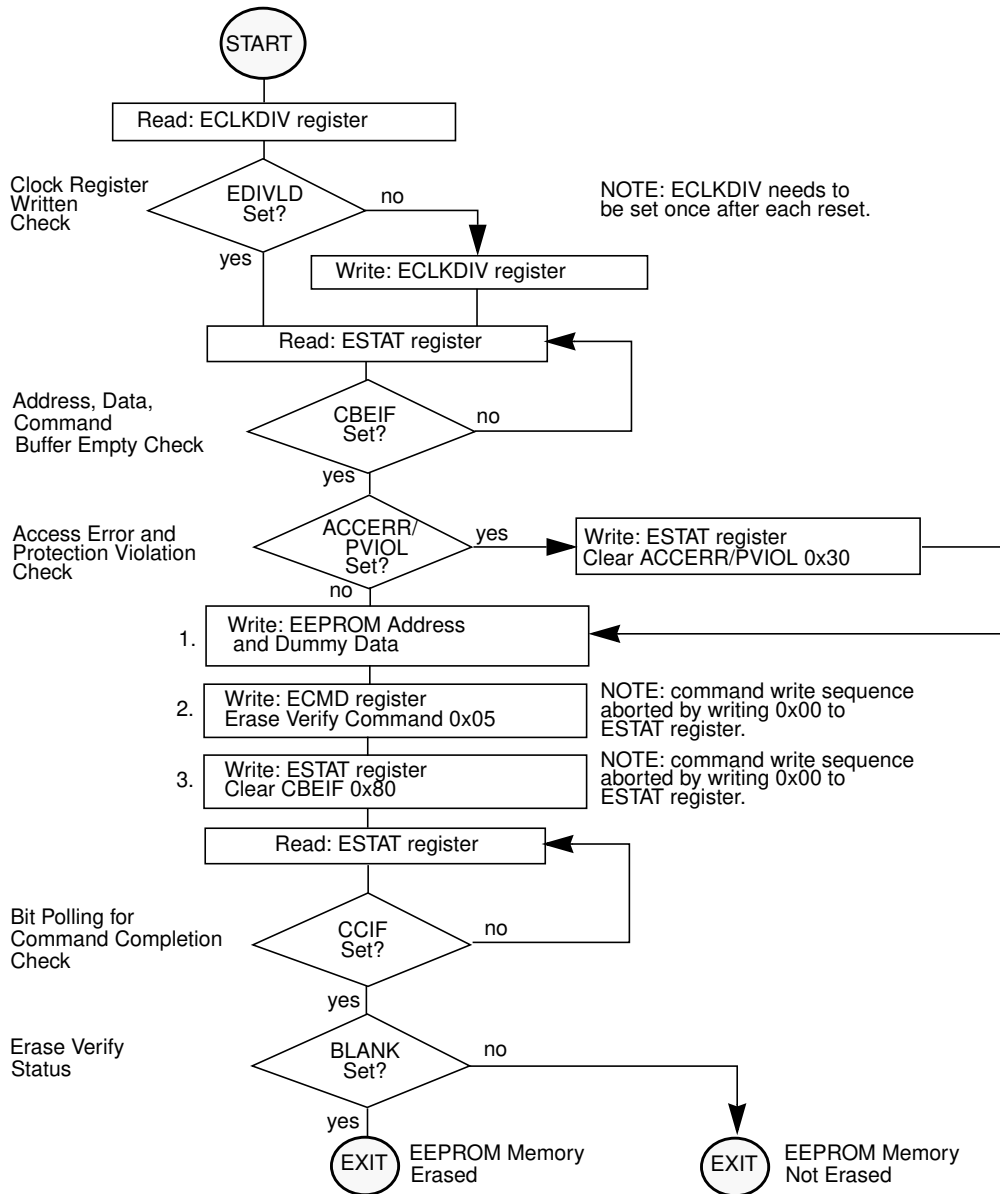 START
Read: ECLKDIV register
Clock Register
Written
Check
EDIVLD
Set?
no
yes
NOTE: ECLKDIV needs to
be set once after each reset.
Write: ECLKDIV register
Read: ESTAT register
Address, Data,
Command
Buffer Empty Check
CBEIF
Set?
no
yes
Access Error and
Protection Violation
Check
ACCERR/
PVIOL
Set?
yes
no
Write: ESTAT register
Clear ACCERR/PVIOL 0x30
1.
Write: EEPROM Address
and Dummy Data
2.
Write: ECMD register
Erase Verify Command 0x05
NOTE: command write sequence
aborted by writing 0x00 to
ESTAT register.
3.
Write: ESTAT register
Clear CBEIF 0x80
NOTE: command write sequence
aborted by writing 0x00 to
ESTAT register.
Read: ESTAT register
Bit Polling for
Command Completion
Check
CCIF
Set?
no
yes
Erase Verify
Status
BLANK
Set?
no
yes
EXIT
EEPROM Memory
Erased
EXIT
EEPROM Memory
Not Erased